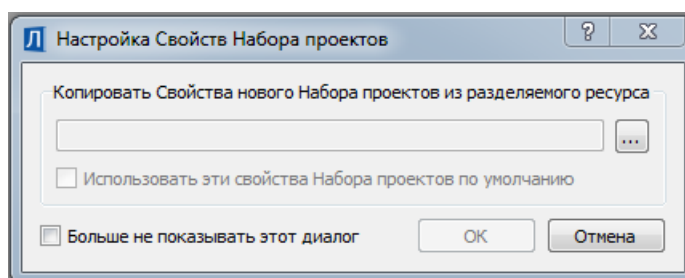 Л Настройка Свойств Набора проектов ?
Копировать Свойства нового Набора проектов из разделяемого ресурса
...
Использовать эти свойства Набора проектов по умолчанию
Больше не показывать этот диалог ОК Отмена